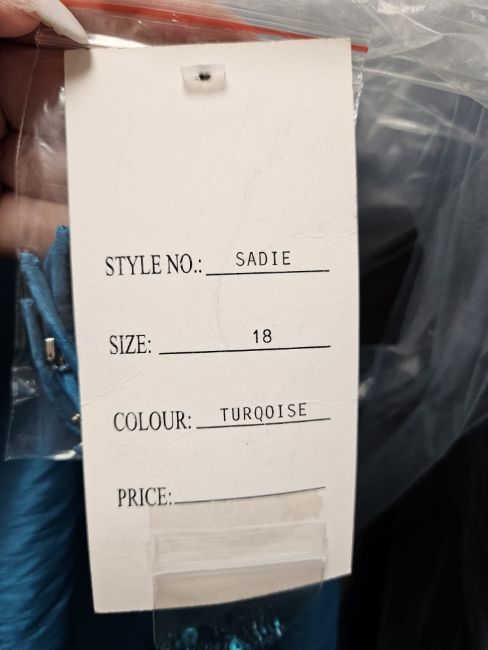 STYLE NO.: SADIE
SIZE: 18
COLOUR: TURQOISE
PRICE: